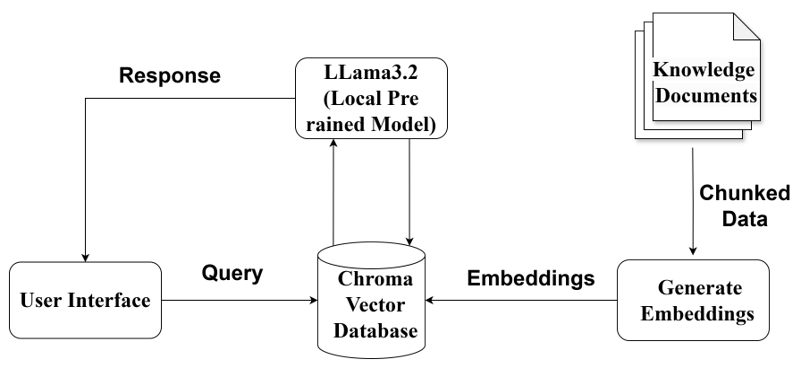 Response
LLama3.2
(Local Pre
rained Model)
Knowledge
Documents
Chunked
Data
User Interface
Query
Chroma
Vector
Database
Embeddings
Generate
Embeddings